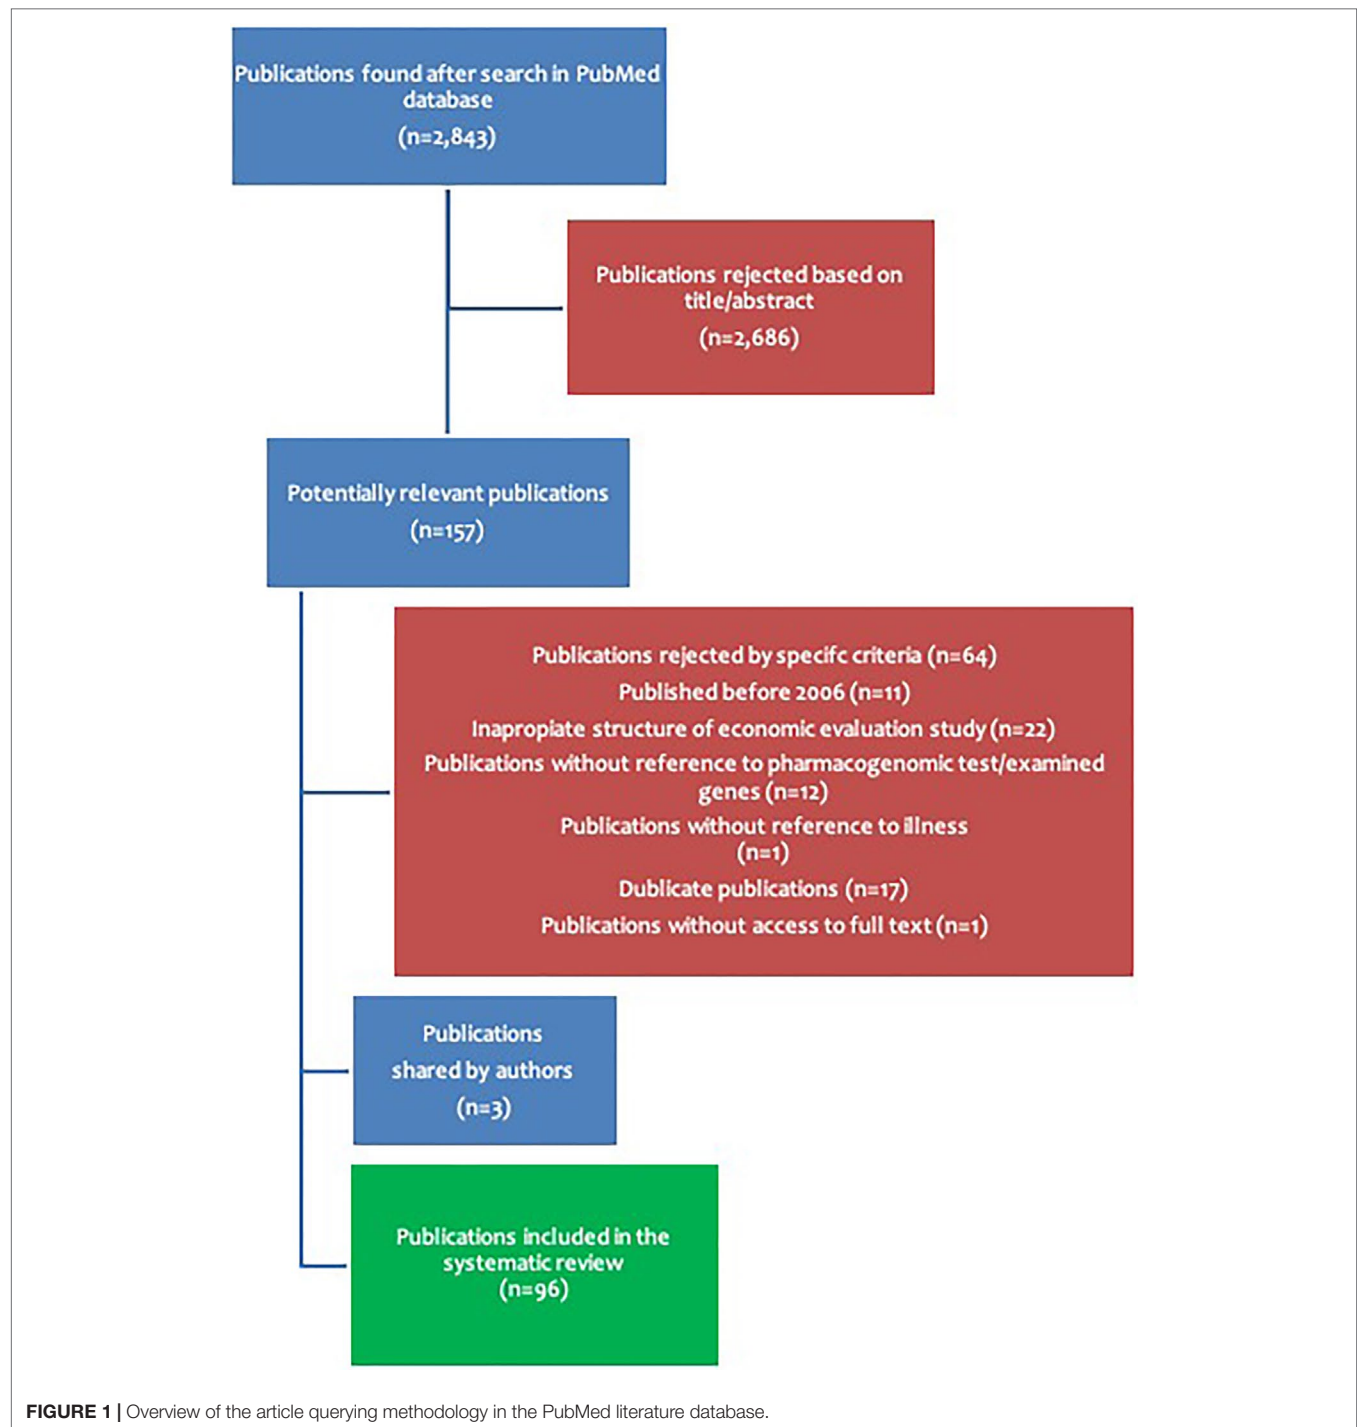 Publications found after search in PubMed
database
(n=2,843)
Publications rejected based on
title/abstract
(n=2,686)
Potentially relevant publications
(n=157)
Publications rejected by specifc criteria (n=64)
Published before 2006 (n=11)
Inapropiate structure of economic evaluation study (n=22)
Publications without reference to pharmacogenomic test/examined
genes (n=12)
Publications without reference to illness
(n=1)
Dublicate publications (n=17)
Publications without access to full text (n=1)
Publications
shared by authors
(n=3)
Publications included in the
systematic review
(n=96)
FIGURE 1 | Overview of the article querying methodology in the PubMed literature database.